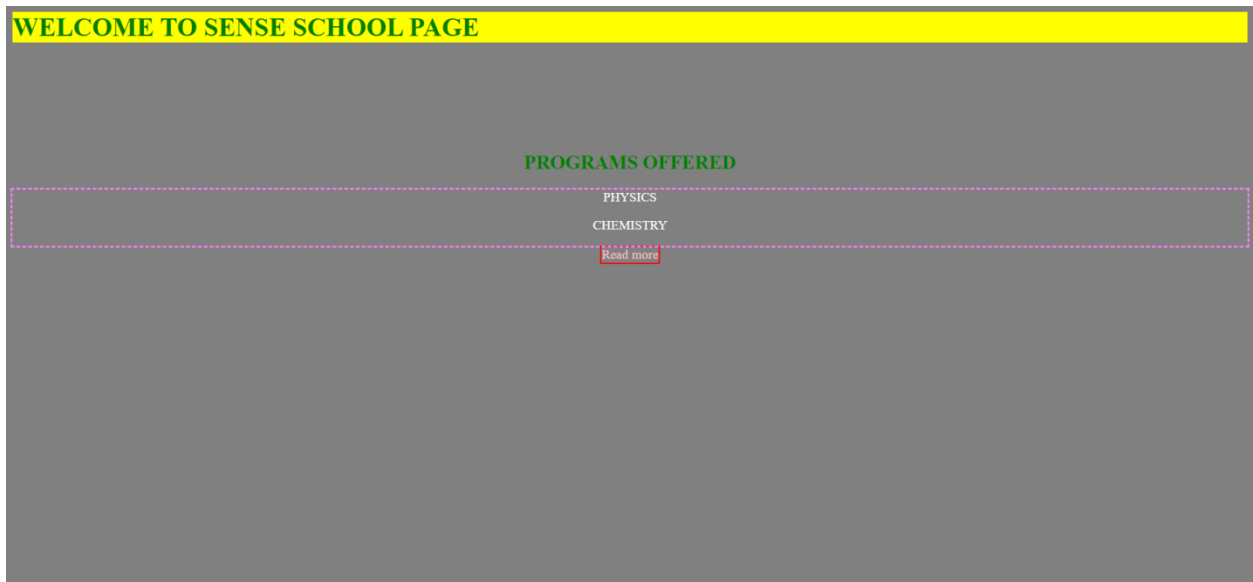 WELCOME TO SENSE SCHOOL PAGE
PROGRAMS OFFERED
PHYSICS
CHEMISTRY
Read more